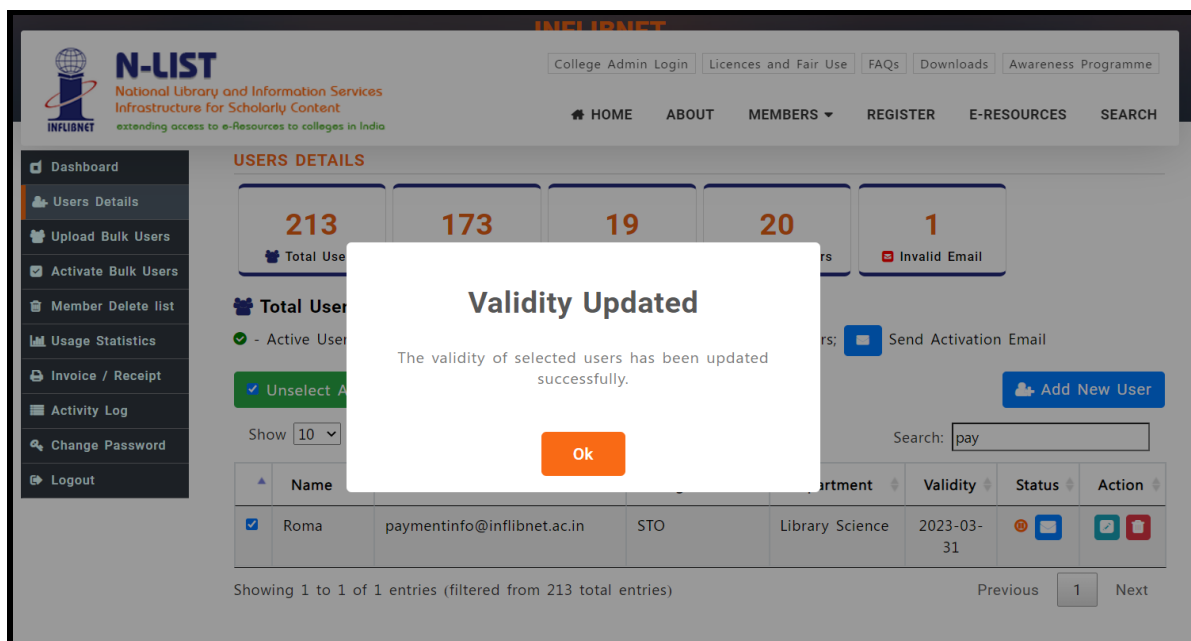 INFLIBNET
N-LIST
National Library and Information Services
Infrastructure for Scholarly Content
extending access to e-Resources to colleges in India
INFLIBNET
College Admin Login
Licences and Fair Use
FAQs
Downloads
Awareness Programme
HOME
ABOUT
MEMBERS
REGISTER
E-RESOURCES
SEARCH
Dashboard
Users Details
Upload Bulk Users
Activate Bulk Users
Member Delete list
Usage Statistics
Invoice / Receipt
Activity Log
Change Password
Logout
USERS DETAILS
213
173
19
20
1
Total Use
rs
Invalid Email
Total User
- Active User
rs;
Send Activation Email
Validity Updated
The validity of selected users has been updated
successfully.
Ok
Unselect A
Add New User
Show 10
Search: pay
Name
artment
Validity
Status
Action
Roma
paymentinfo@inflibnet.ac.in
STO
Library Science
2023-03-
31
Showing 1 to 1 of 1 entries (filtered from 213 total entries)
Previous
1
Next